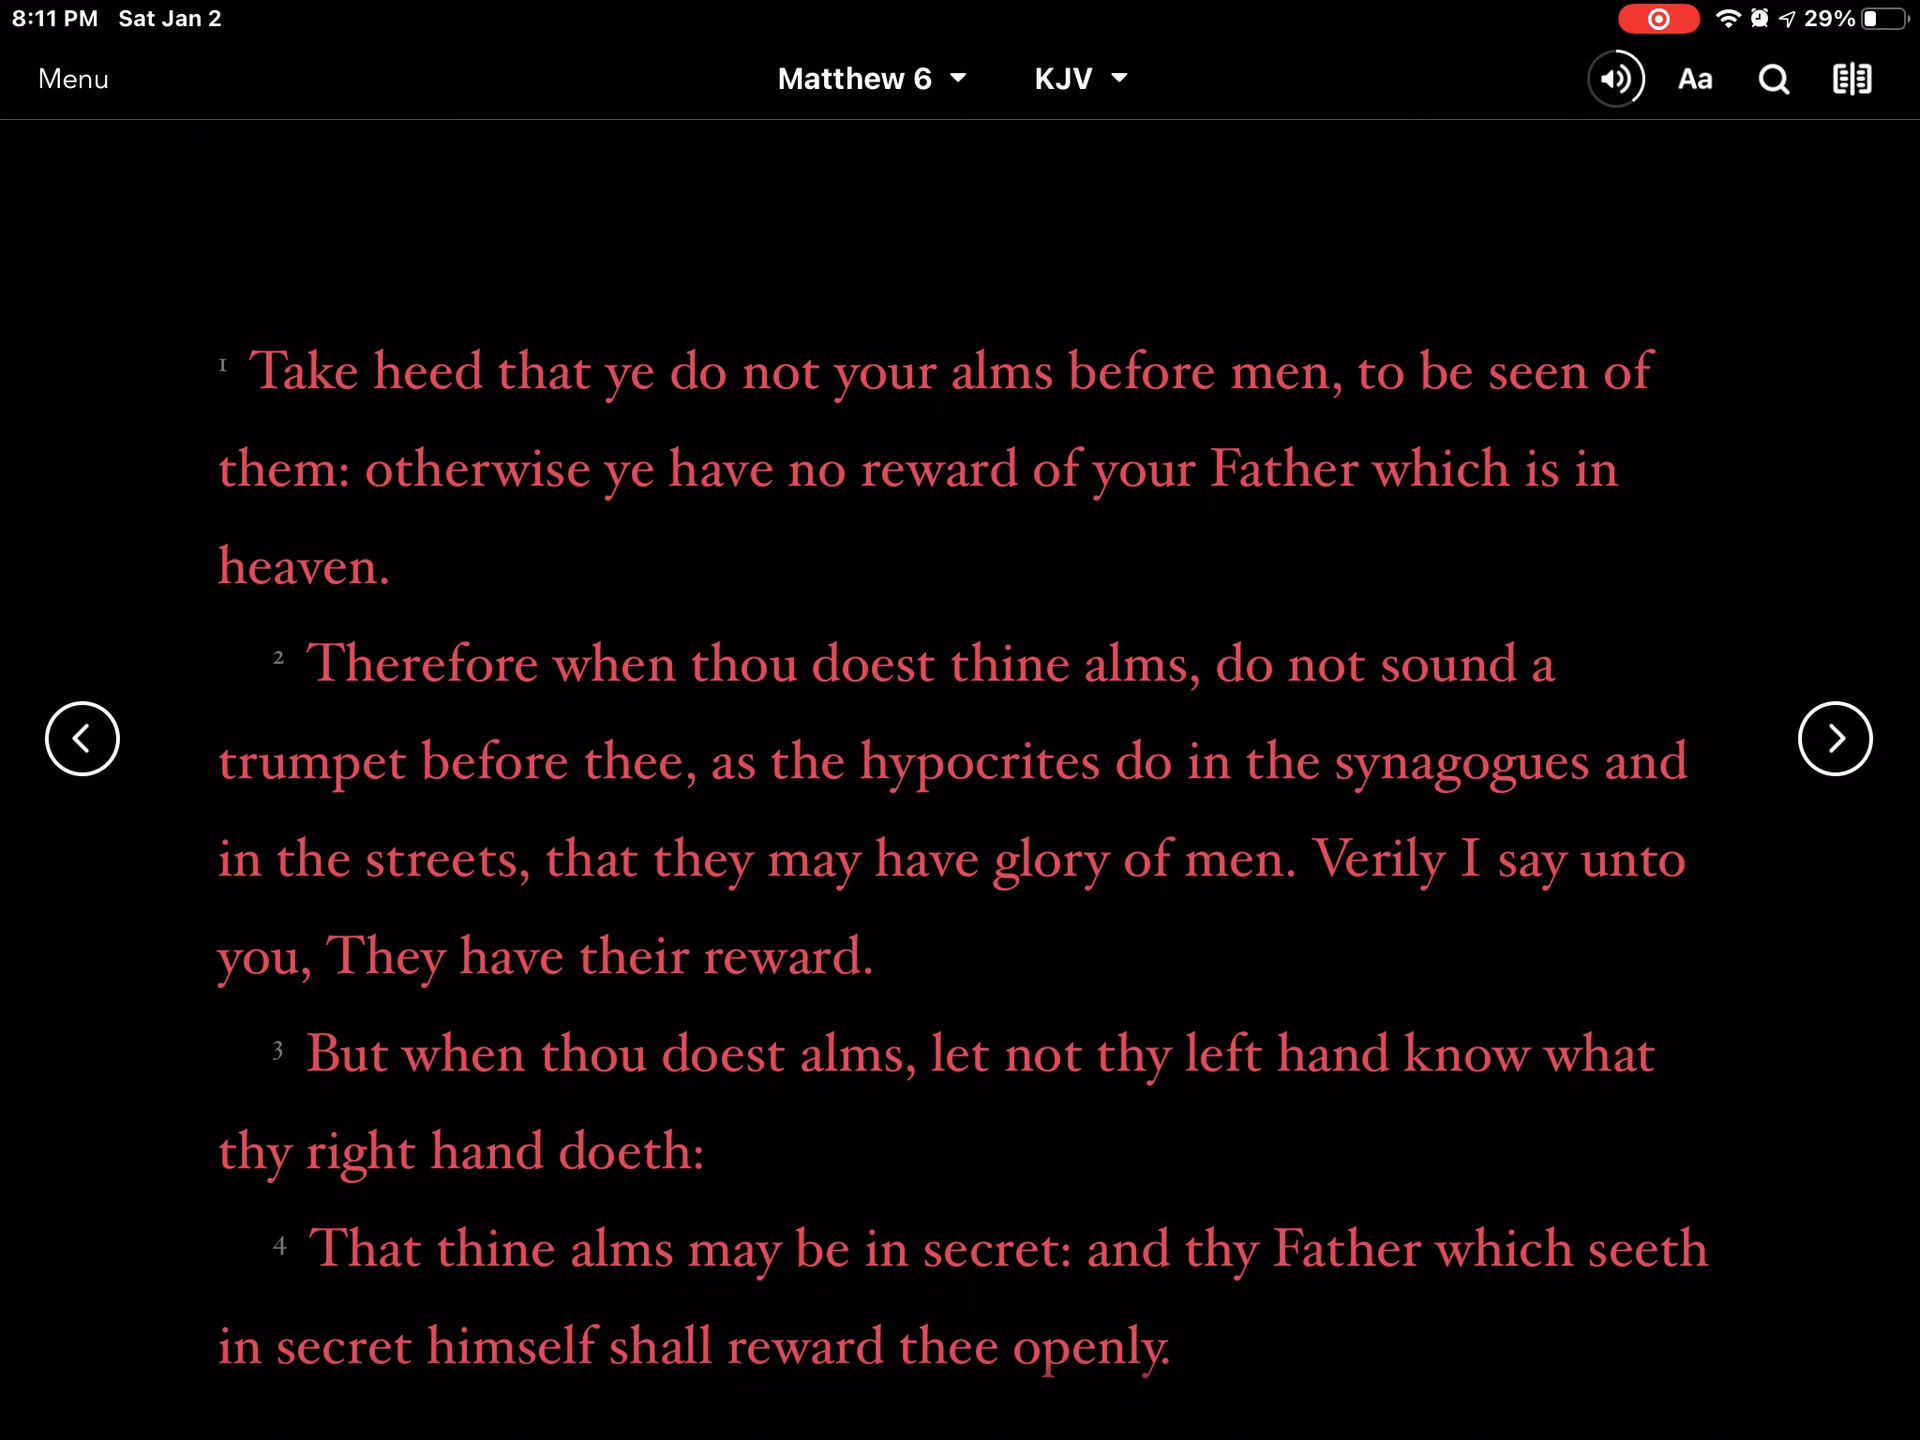 8:11 PM Sat Jan 2 29%
Menu Matthew 6 KJV Aa
1 Take heed that ye do not your alms before men, to be seen of
them: otherwise ye have no reward of your Father which is in
heaven.
2 Therefore when thou doest thine alms, do not sound a
trumpet before thee, as the hypocrites do in the synagogues and
in the streets, that they may have glory of men. Verily I say unto
you, They have their reward.
3 But when thou doest alms, let not thy left hand know what
thy right hand doeth:
4 That thine alms may be in secret: and thy Father which seeth
in secret himself shall reward thee openly.